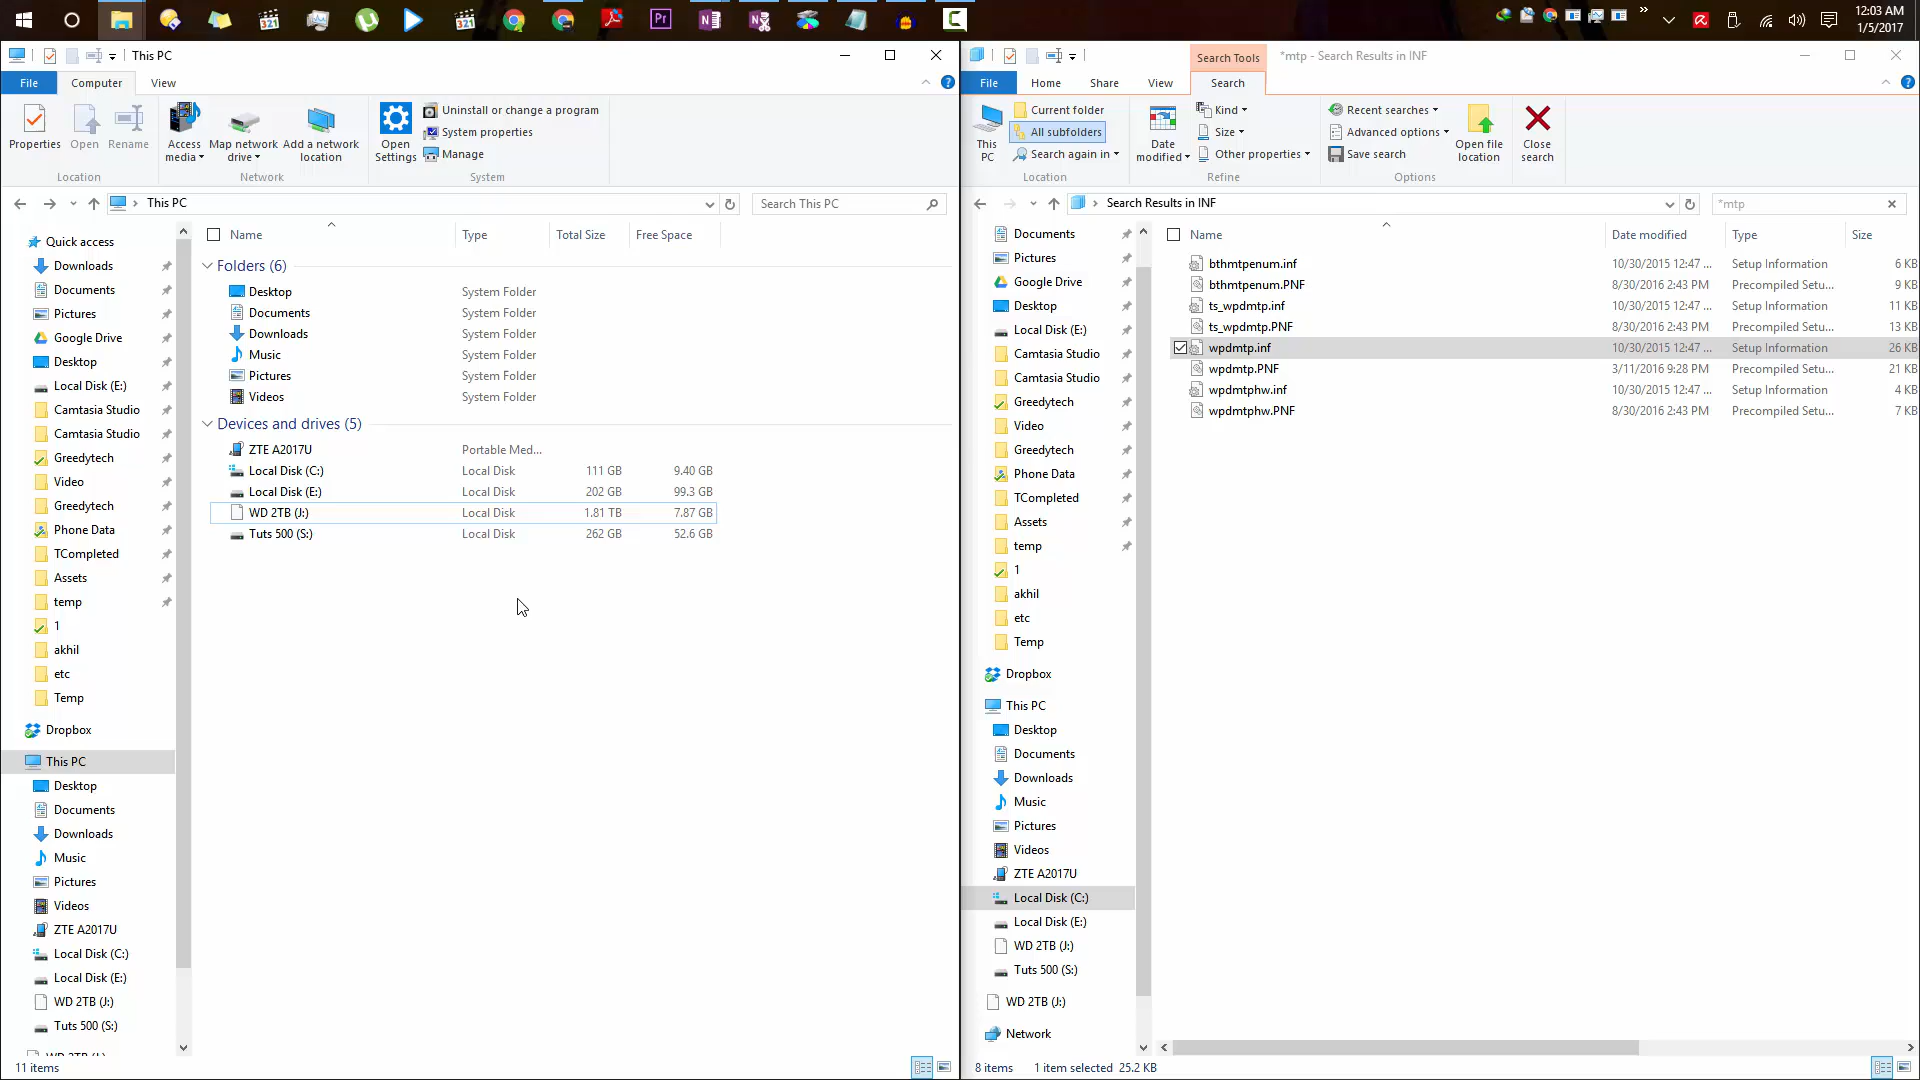 321
321
Pr
N
12:03 AM
1/5/2017
This PC
File
Computer
View
Properties
Open
Rename
Location
Access
media
Map network
drive
Add a network
location
Network
Open
Settings
Uninstall or change a program
System properties
Manage
System
This PC
Search This PC
Quick access
Downloads
Documents
Pictures
Google Drive
Desktop
Local Disk (E:)
Camtasia Studio
Camtasia Studio
Greedytech
Video
Greedytech
Phone Data
TCompleted
Assets
temp
1
akhil
etc
Temp
Dropbox
This PC
Desktop
Documents
Downloads
Music
Pictures
Videos
ZTE A2017U
Local Disk (C:)
Local Disk (E:)
WD 2TB (J:)
Tuts 500 (S:)
Name Type Total Size Free Space
Folders (6)
Desktop System Folder
Documents System Folder
Downloads System Folder
Music System Folder
Pictures System Folder
Videos System Folder
Devices and drives (5)
ZTE A2017U Portable Med...
Local Disk (C:) Local Disk 111 GB 9.40 GB
Local Disk (E:) Local Disk 202 GB 99.3 GB
WD 2TB (J:) Local Disk 1.81 TB 7.87 GB
Tuts 500 (S:) Local Disk 262 GB 52.6 GB
11 items
Search Tools
*mtp - Search Results in INF
File
Home
Share
View
Search
This
PC
Current folder
All subfolders
Search again in
Location
Date
modified
Kind
Size
Other properties
Refine
Recent searches
Advanced options
Save search
Open file
location
Options
Close
search
Search Results in INF
*mtp
Documents
Pictures
Google Drive
Desktop
Local Disk (E:)
Camtasia Studio
Camtasia Studio
Greedytech
Video
Greedytech
Phone Data
TCompleted
Assets
temp
1
akhil
etc
Temp
Dropbox
This PC
Desktop
Documents
Downloads
Music
Pictures
Videos
ZTE A2017U
Local Disk (C:)
Local Disk (E:)
WD 2TB (J:)
Tuts 500 (S:)
WD 2TB (J:)
Network
Name Date modified Type Size
bthmtpenum.inf 10/30/2015 12:47 ... Setup Information 6 KB
bthmtpenum.PNF 8/30/2016 2:43 PM Precompiled Setu... 9 KB
ts_wpdmtp.inf 10/30/2015 12:47 ... Setup Information 11 KB
ts_wpdmtp.PNF 8/30/2016 2:43 PM Precompiled Setu... 13 KB
wpdmtp.inf 10/30/2015 12:47 ... Setup Information 26 KB
wpdmtp.PNF 3/11/2016 9:28 PM Precompiled Setu... 21 KB
wpdmtphw.inf 10/30/2015 12:47 ... Setup Information 4 KB
wpdmtphw.PNF 8/30/2016 2:43 PM Precompiled Setu... 7 KB
8 items 1 item selected 25.2 KB